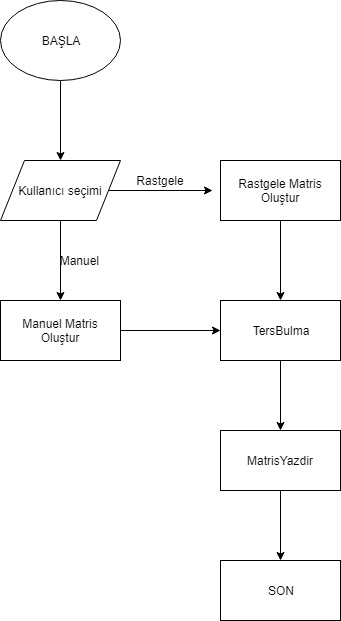 BAŞLA
Kullanıcı seçimi
Rastgele
Rastgele Matris
Oluştur
Manuel
Manuel Matris
Oluştur
TersBulma
MatrisYazdir
SON